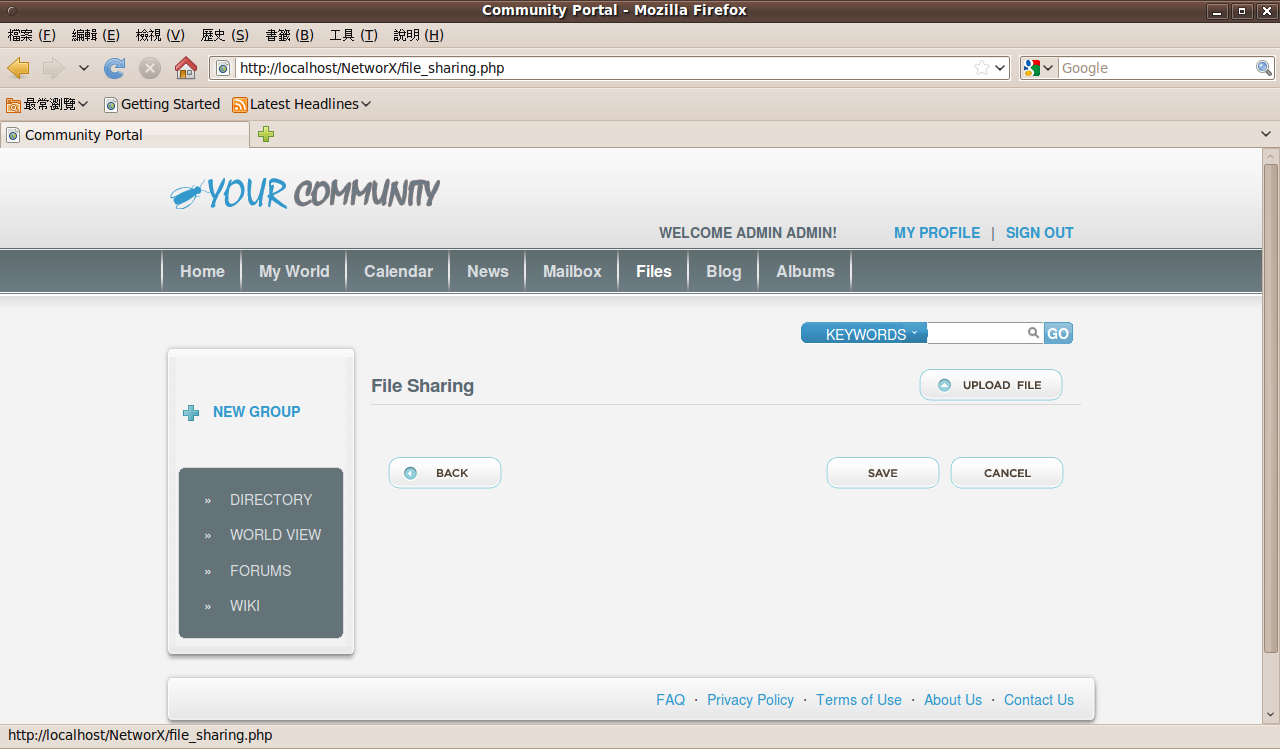 Community Portal - Mozilla Firefox
檔案 (F) 編輯 (E) 檢視 (V) 歷史 (S) 書籤 (B) 工具 (T) 說明 (H)
http://localhost/NetworX/file_sharing.php
Google
最常瀏覽 Getting Started Latest Headlines
Community Portal
YOUR COMMUNITY
WELCOME ADMIN ADMIN! MY PROFILE | SIGN OUT
Home My World Calendar News Mailbox Files Blog Albums
KEYWORDS GO
File Sharing
UPLOAD FILE
NEW GROUP
BACK SAVE CANCEL
» DIRECTORY
» WORLD VIEW
» FORUMS
» WIKI
FAQ · Privacy Policy · Terms of Use · About Us · Contact Us
http://localhost/NetworX/file_sharing.php